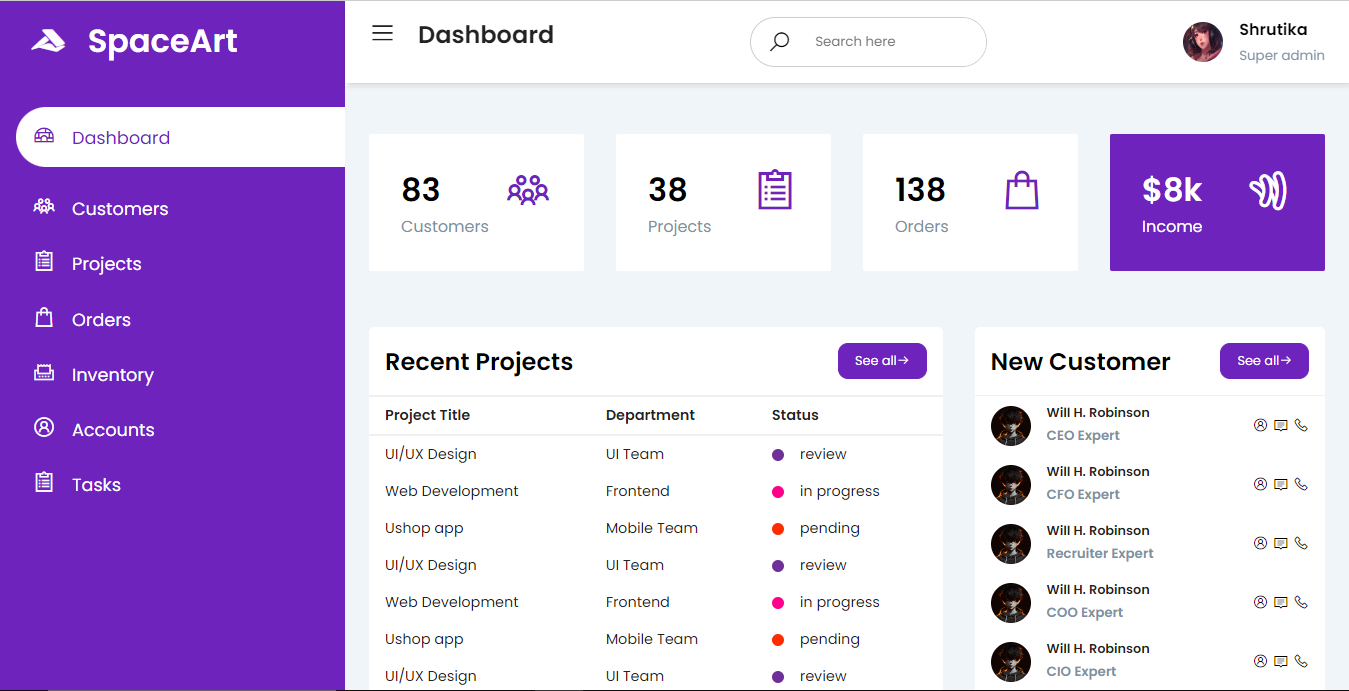 SpaceArt
Dashboard
Customers
Projects
Orders
Inventory
Accounts
Tasks
Dashboard
Search here
Shrutika
Super admin
83
Customers
38
Projects
138
Orders
$8k
Income
Recent Projects
See all
Project Title Department Status
UI/UX Design UI Team review
Web Development Frontend in progress
Ushop app Mobile Team pending
UI/UX Design UI Team review
Web Development Frontend in progress
Ushop app Mobile Team pending
UI/UX Design UI Team review
New Customer
See all
Will H. Robinson
CEO Expert
Will H. Robinson
CFO Expert
Will H. Robinson
Recruiter Expert
Will H. Robinson
COO Expert
Will H. Robinson
CIO Expert